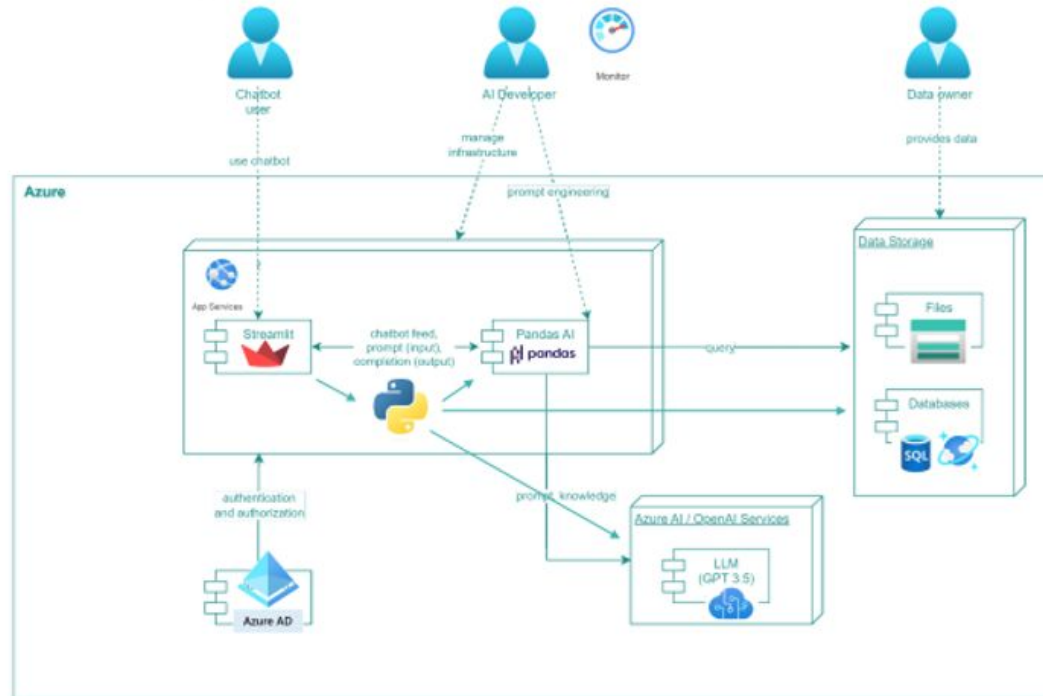 Chatbot
user
AI Developer
Monitor
Data owner
use chatbot
manage
infrastructure
prompt engineering
provides data
Azure
App Services
Streamlit
chatbot feed,
prompt (input),
completion (output)
Pandas AI
pandas
query
Data Storage
Files
Databases
SQL
authentication
and authorization
Azure AD
prompt, knowledge
Azure AI / OpenAI Services
LLM
(GPT 3.5)